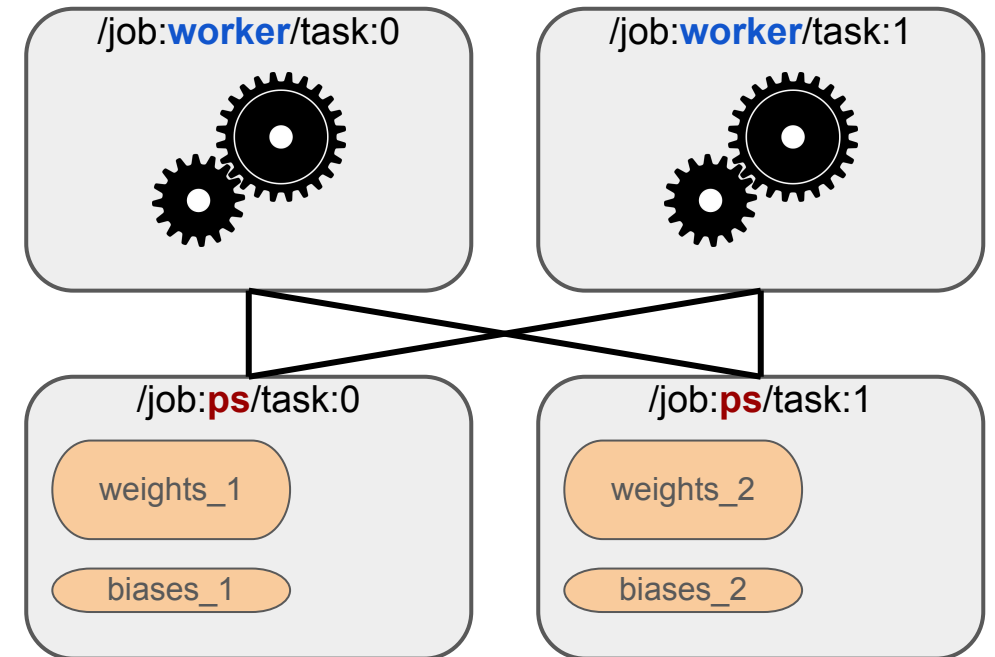 /job:worker/task:0
/job:worker/task:1
/job:ps/task:0
weights_1
biases_1
/job:ps/task:1
weights_2
biases_2